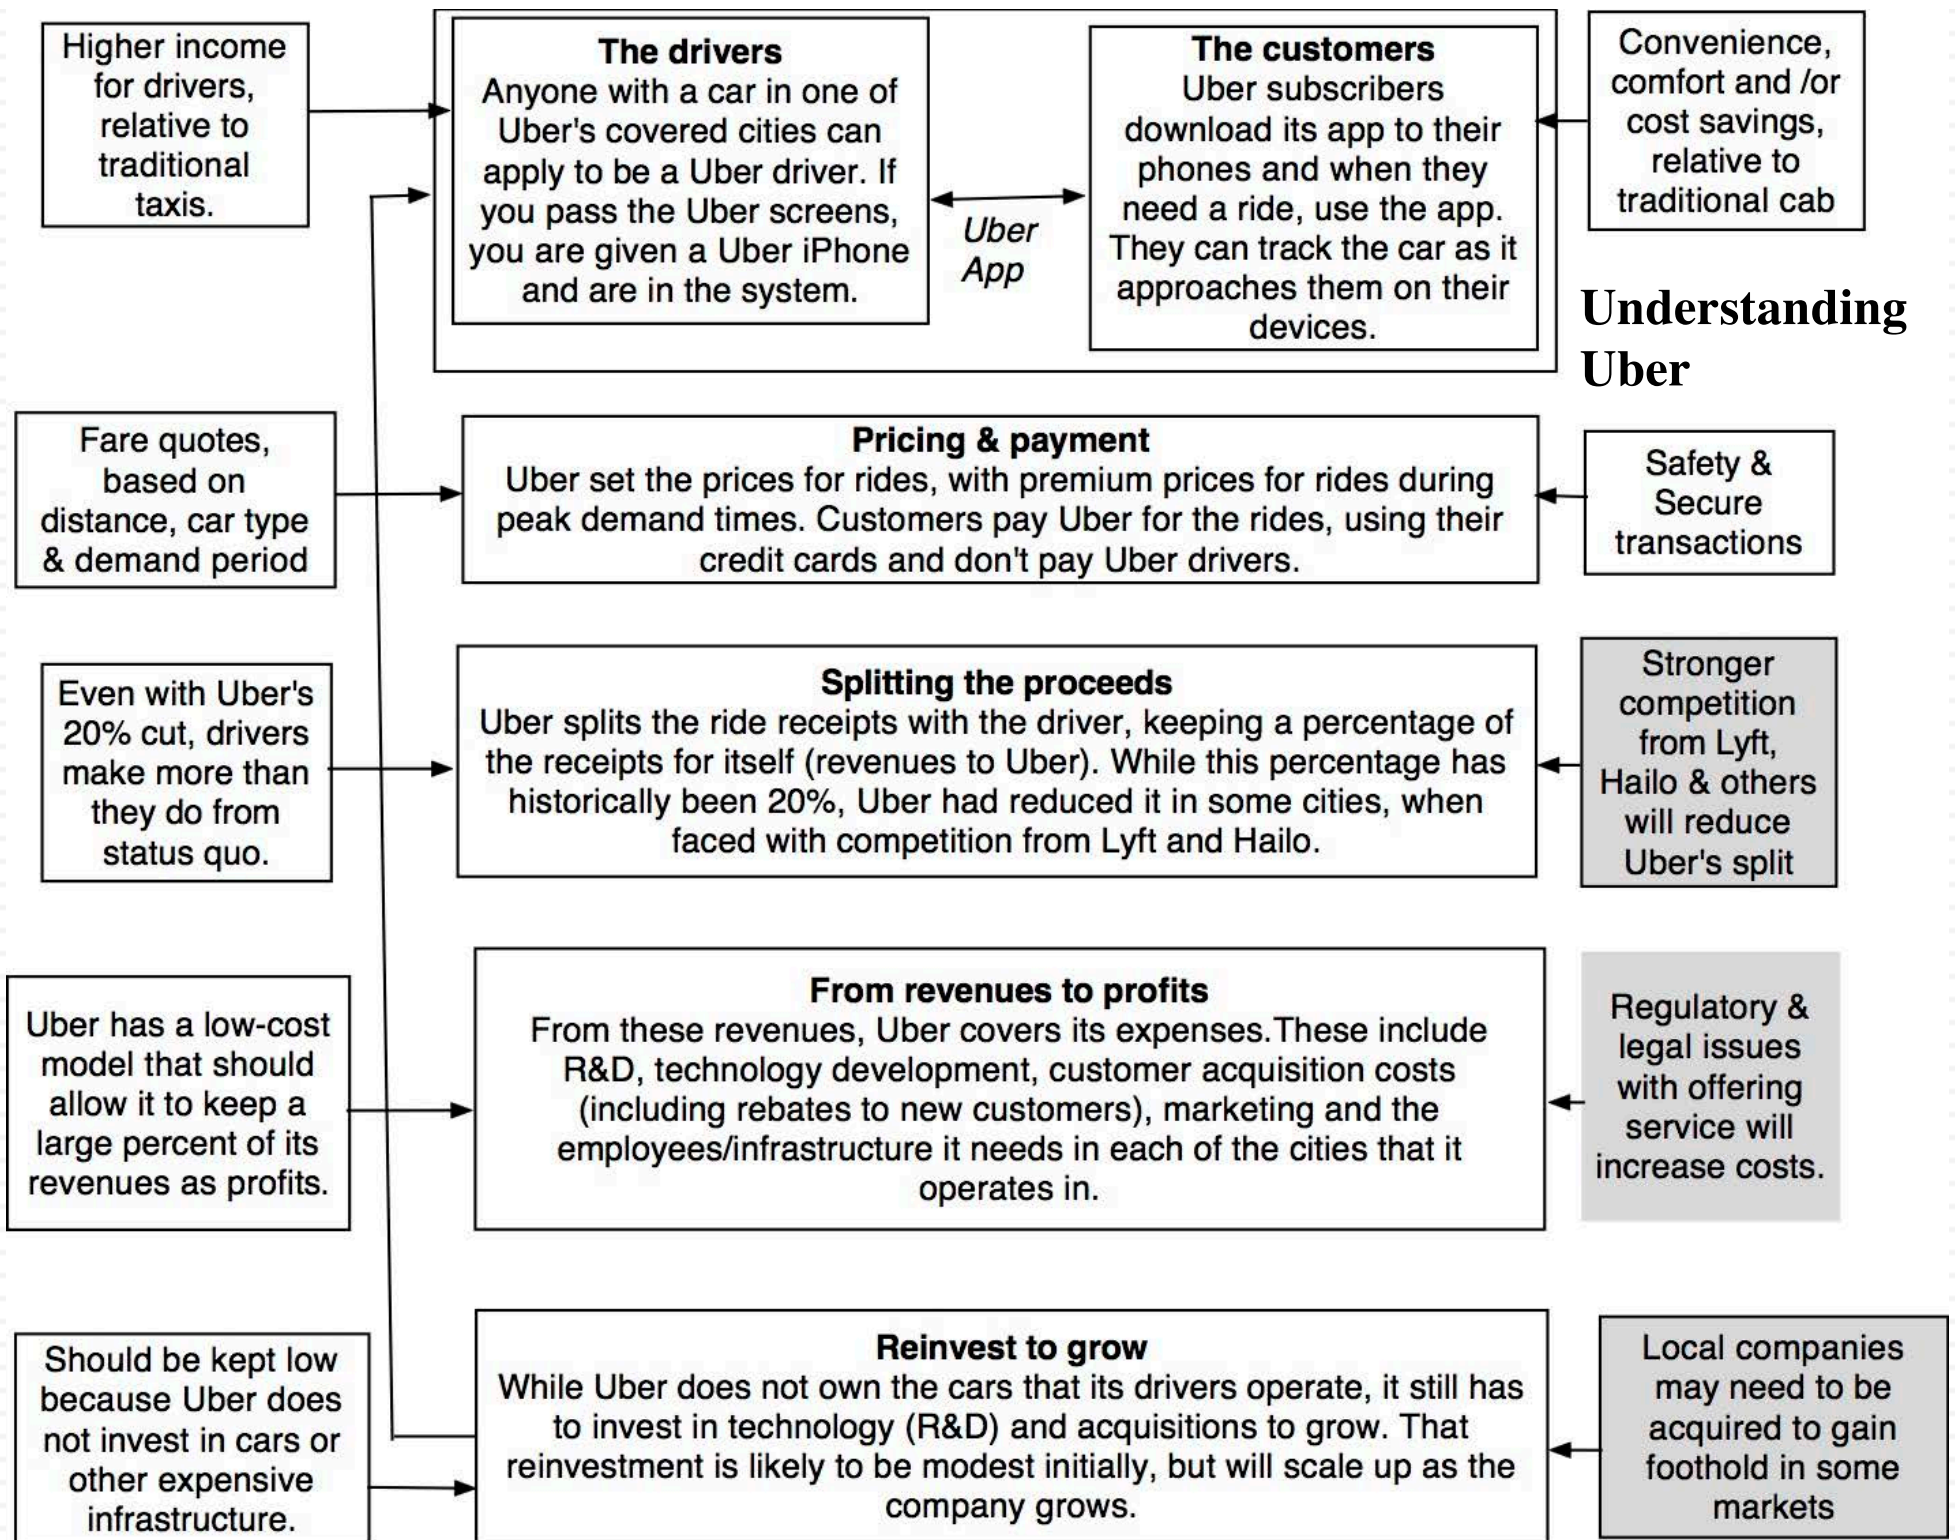 Higher income
for drivers,
relative to
traditional
taxis.
The drivers
Anyone with a car in one of
Uber's covered cities can
apply to be a Uber driver. If
you pass the Uber screens,
you are given a Uber iPhone
and are in the system.
Uber
App
The customers
Uber subscribers
download its app to their
phones and when they
need a ride, use the app.
They can track the car as it
approaches them on their
devices.
Convenience,
comfort and /or
cost savings,
relative to
traditional cab
Understanding
Uber
Fare quotes,
based on
distance, car type
& demand period
Pricing & payment
Uber set the prices for rides, with premium prices for rides during
peak demand times. Customers pay Uber for the rides, using their
credit cards and don't pay Uber drivers.
Safety &
Secure
transactions
Even with Uber's
20% cut, drivers
make more than
they do from
status quo.
Splitting the proceeds
Uber splits the ride receipts with the driver, keeping a percentage of
the receipts for itself (revenues to Uber). While this percentage has
historically been 20%, Uber had reduced it in some cities, when
faced with competition from Lyft and Hailo.
Stronger
competition
from Lyft,
Hailo & others
will reduce
Uber's split
Uber has a low-cost
model that should
allow it to keep a
large percent of its
revenues as profits.
From revenues to profits
From these revenues, Uber covers its expenses.These include
R&D, technology development, customer acquisition costs
(including rebates to new customers), marketing and the
employees/infrastructure it needs in each of the cities that it
operates in.
Regulatory &
legal issues
with offering
service will
increase costs.
Should be kept low
because Uber does
not invest in cars or
other expensive
infrastructure.
Reinvest to grow
While Uber does not own the cars that its drivers operate, it still has
to invest in technology (R&D) and acquisitions to grow. That
reinvestment is likely to be modest initially, but will scale up as the
company grows.
Local companies
may need to be
acquired to gain
foothold in some
markets